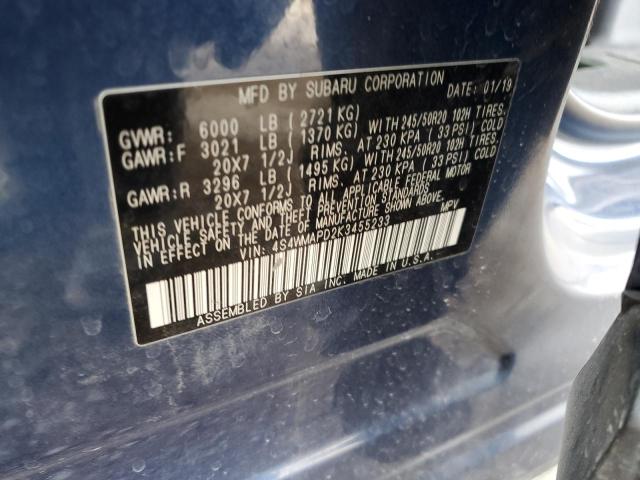 MFD BY SUBARU CORPORATION DATE: 01/19
GVWR: 6000 LB ( 2721 KG)
GAWR:F 3021 LB ( 1370 KG) WITH 245/50R20 102H TIRES.
20X7 1/2J RIMS. AT 230 KPA ( 33 PSI) COLD
GAWR:R 3296 LB ( 1495 KG) WITH 245/50R20 102H TIRES.
20X7 1/2J RIMS. AT 230 KPA ( 33 PSI) COLD
THIS VEHICLE CONFORMS TO ALL APPLICABLE FEDERAL MOTOR
VEHICLE SAFETY AND THEFT PREVENTION STANDARDS
IN EFFECT ON THE DATE OF MANUFACTURE SHOWN ABOVE.
VIN: 4S4WMAPD2K3455233 MPV
ASSEMBLED BY SIA INC. MADE IN U.S.A.